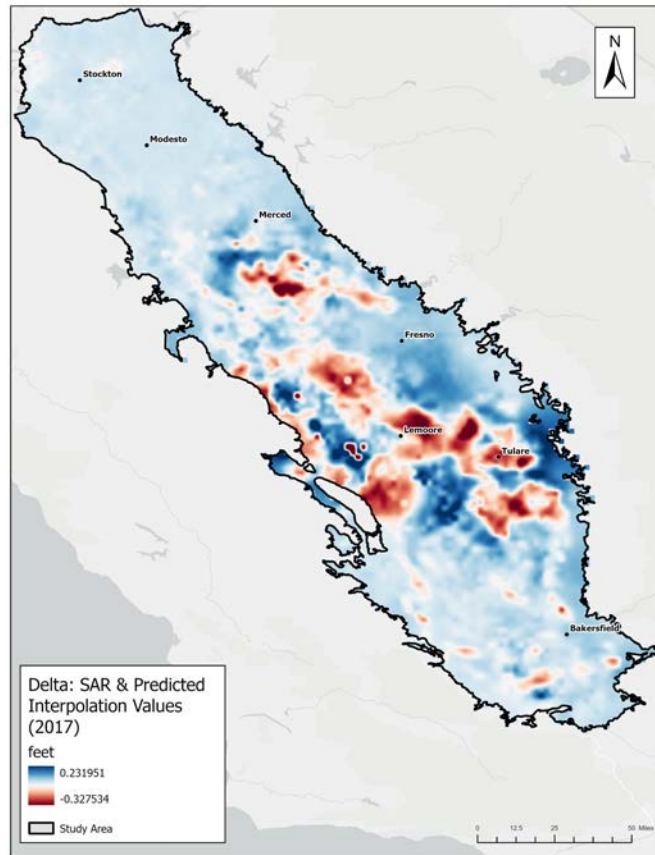 N
Stockton
Modesto
Merced
Fresno
Lemoore
Tulare
Bakersfield
Delta: SAR & Predicted
Interpolation Values
(2017)
feet
0.231951
-0.327534
Study Area
0 12.5 25 50 Miles